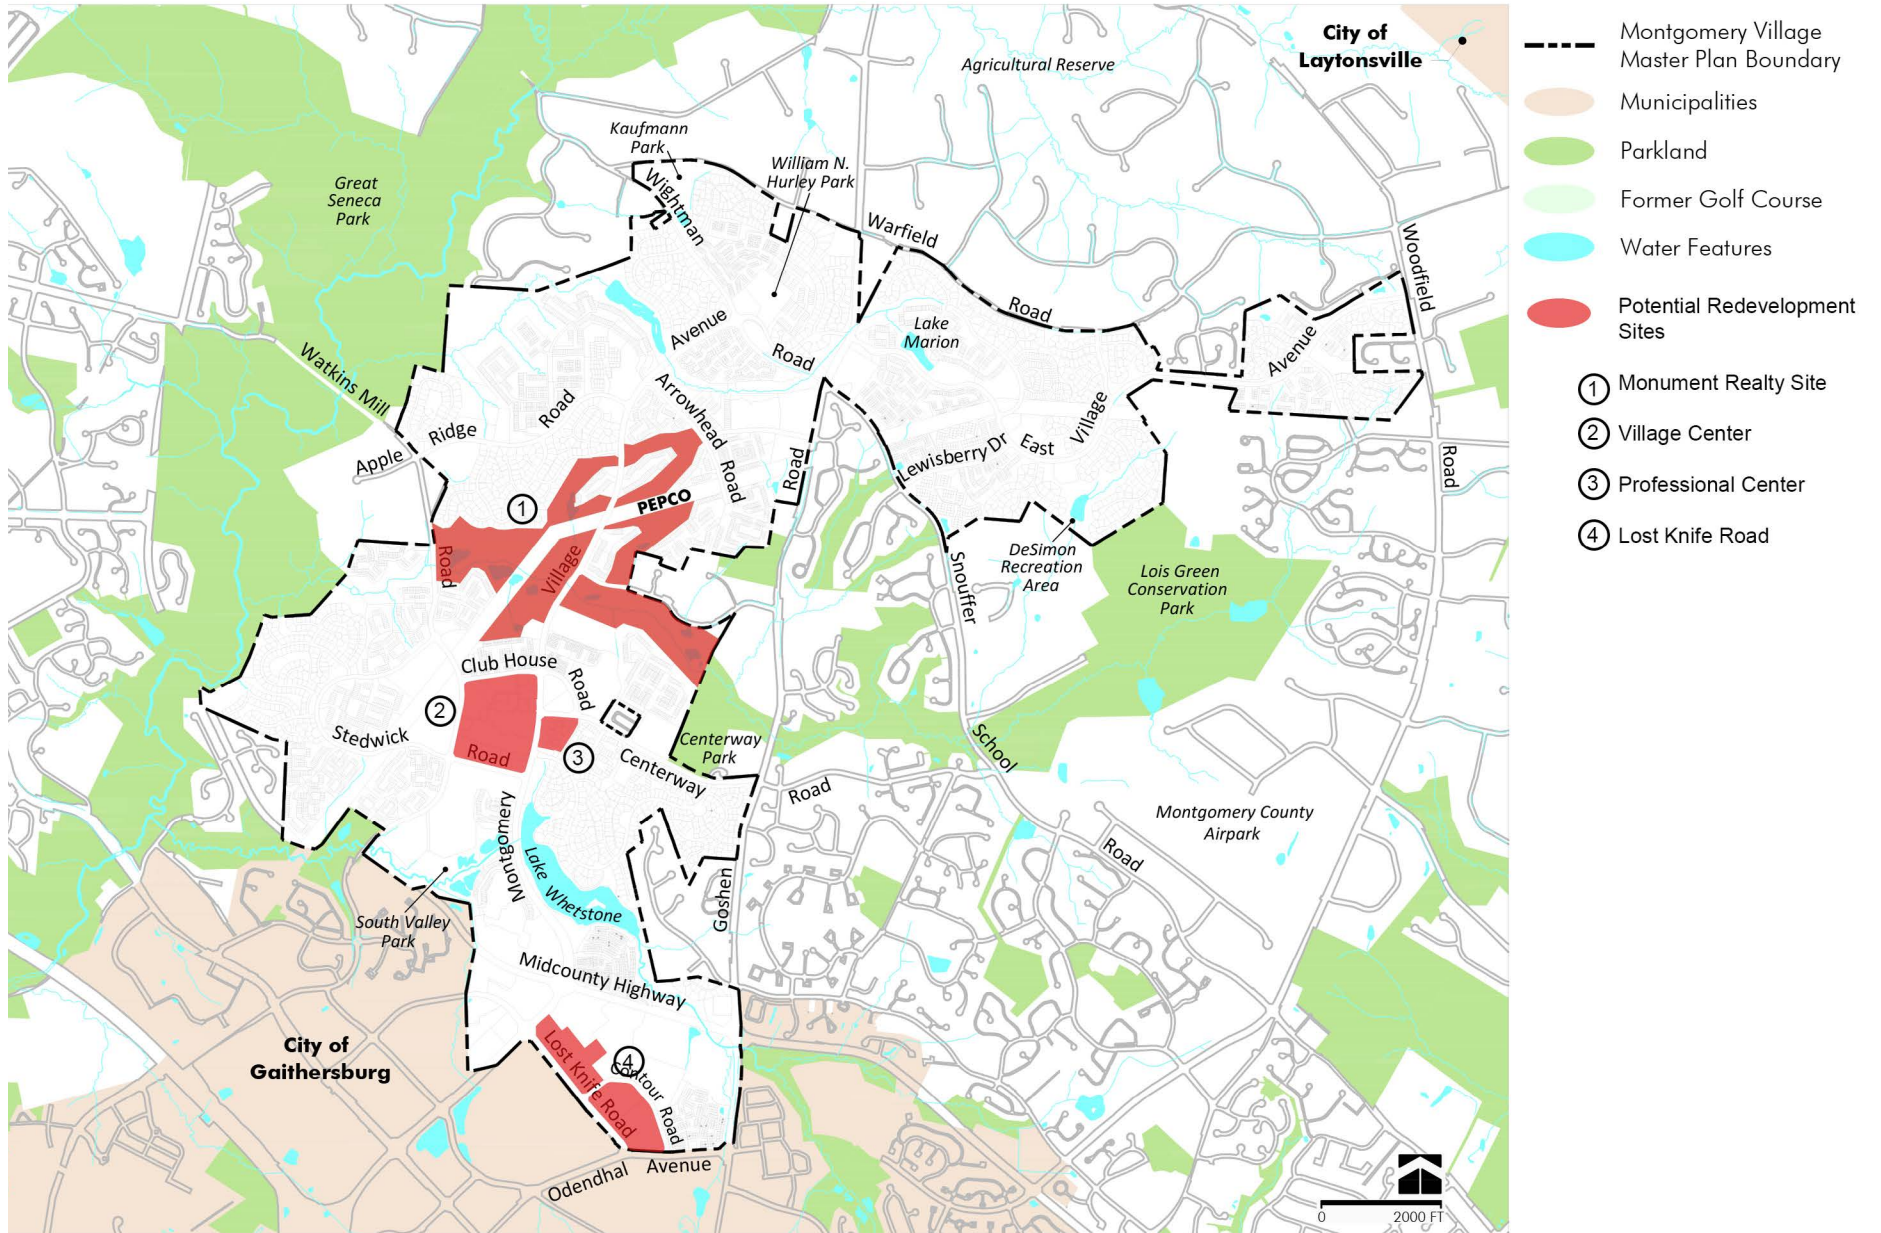 City of
Laytonsville
Agricultural Reserve
Kaufmann
Park
William N.
Hurley Park
Great
Seneca
Park
Wightman
Warfield
Road
Woodfield
Avenue
Road
Lake
Marion
Avenue
Watkins Mill
Arrowhead
Road
Village
Ridge
Apple
Road
Road
Lewisberry Dr
East
Road
PEPCO
1
Road
Village
DeSimon
Recreation
Area
Snouffer
Lois Green
Conservation
Park
Club House
Road
2
Stedwick
Road
3
Centerway
Park
Centerway
School
Road
Montgomery
Montgomery County
Airpark
Road
Lake
Whetstone
Goshen
South Valley
Park
Midcounty Highway
City of
Gaithersburg
Lost Knife Road
4
Contour Road
Odendhal Avenue
0 2000 FT
Montgomery Village
Master Plan Boundary
Municipalities
Parkland
Former Golf Course
Water Features
Potential Redevelopment
Sites
1 Monument Realty Site
2 Village Center
3 Professional Center
4 Lost Knife Road